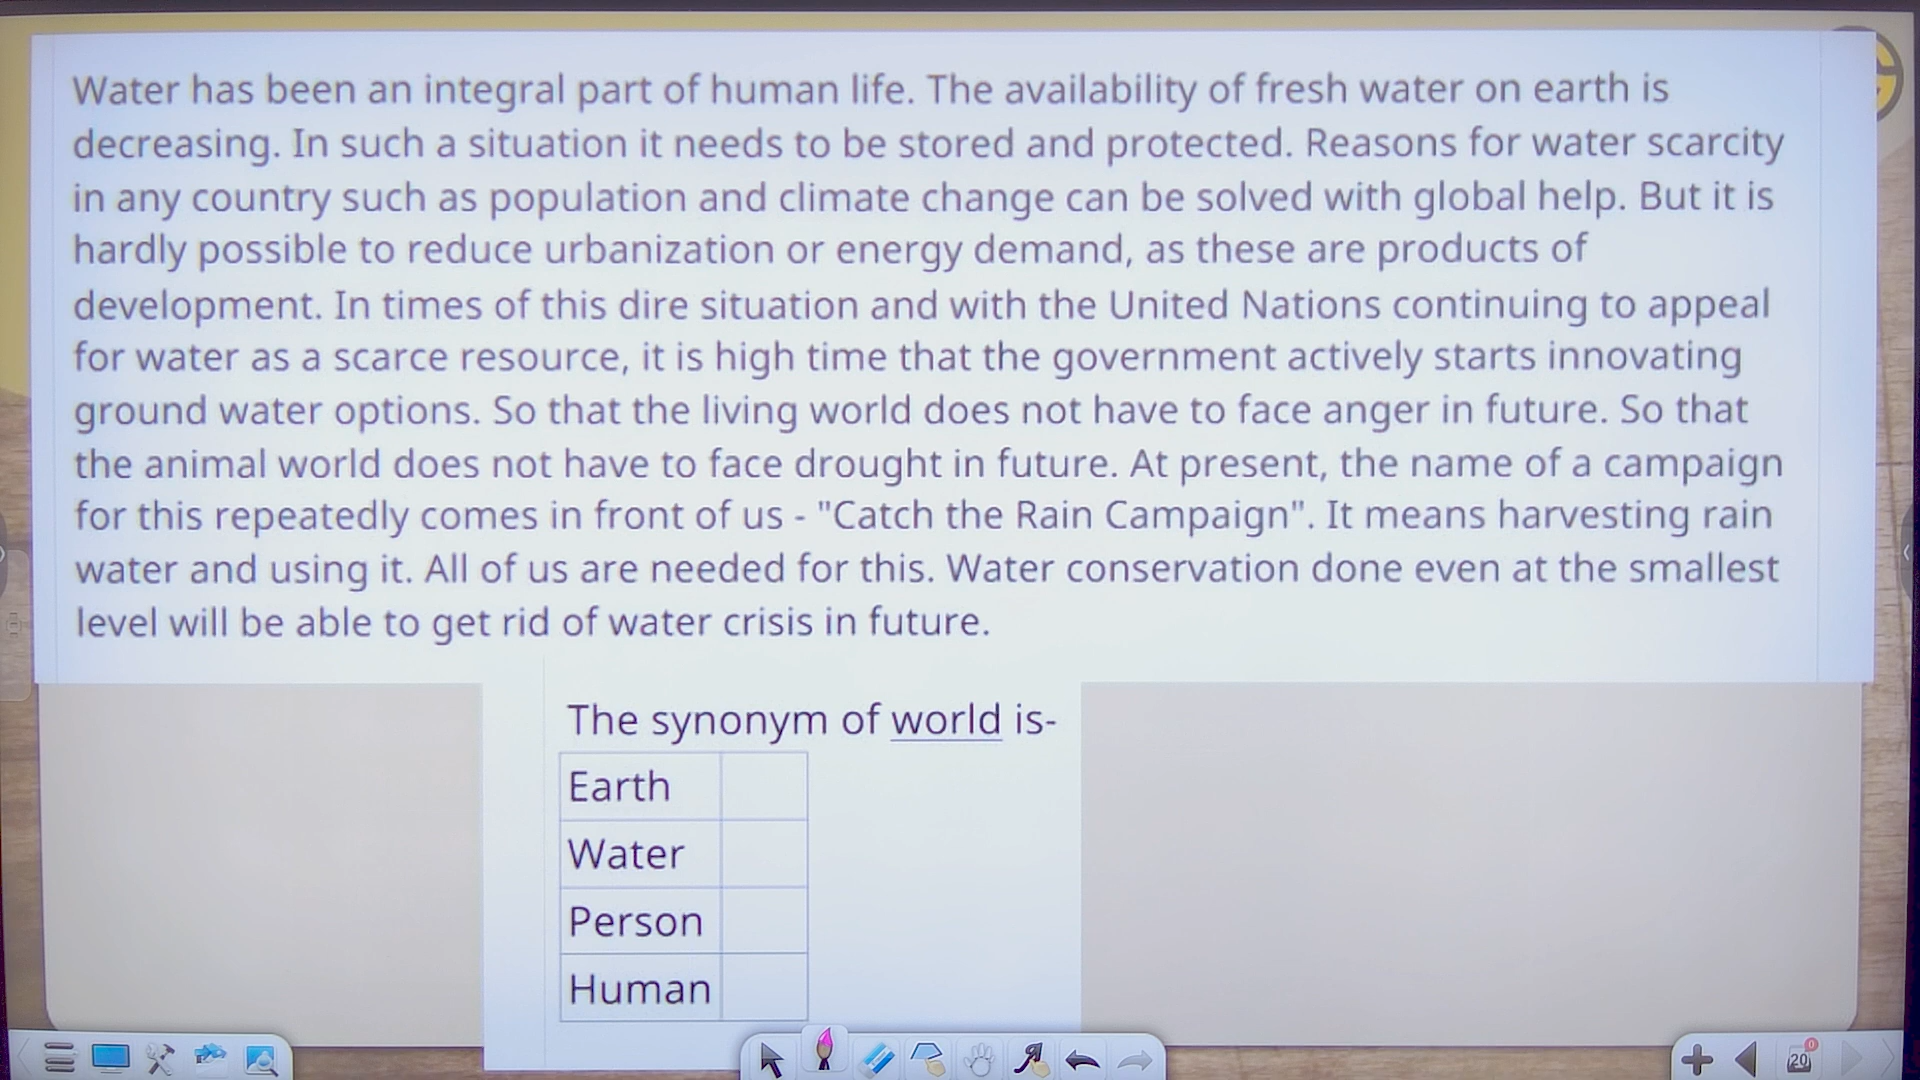 Water has been an integral part of human life. The availability of fresh water on earth is
decreasing. In such a situation it needs to be stored and protected. Reasons for water scarcity
in any country such as population and climate change can be solved with global help. But it is
hardly possible to reduce urbanization or energy demand, as these are products of
development. In times of this dire situation and with the United Nations continuing to appeal
for water as a scarce resource, it is high time that the government actively starts innovating
ground water options. So that the living world does not have to face anger in future. So that
the animal world does not have to face drought in future. At present, the name of a campaign
for this repeatedly comes in front of us - "Catch the Rain Campaign". It means harvesting rain
water and using it. All of us are needed for this. Water conservation done even at the smallest
level will be able to get rid of water crisis in future.
The synonym of world is-
Earth
Water
Person
Human
20
0